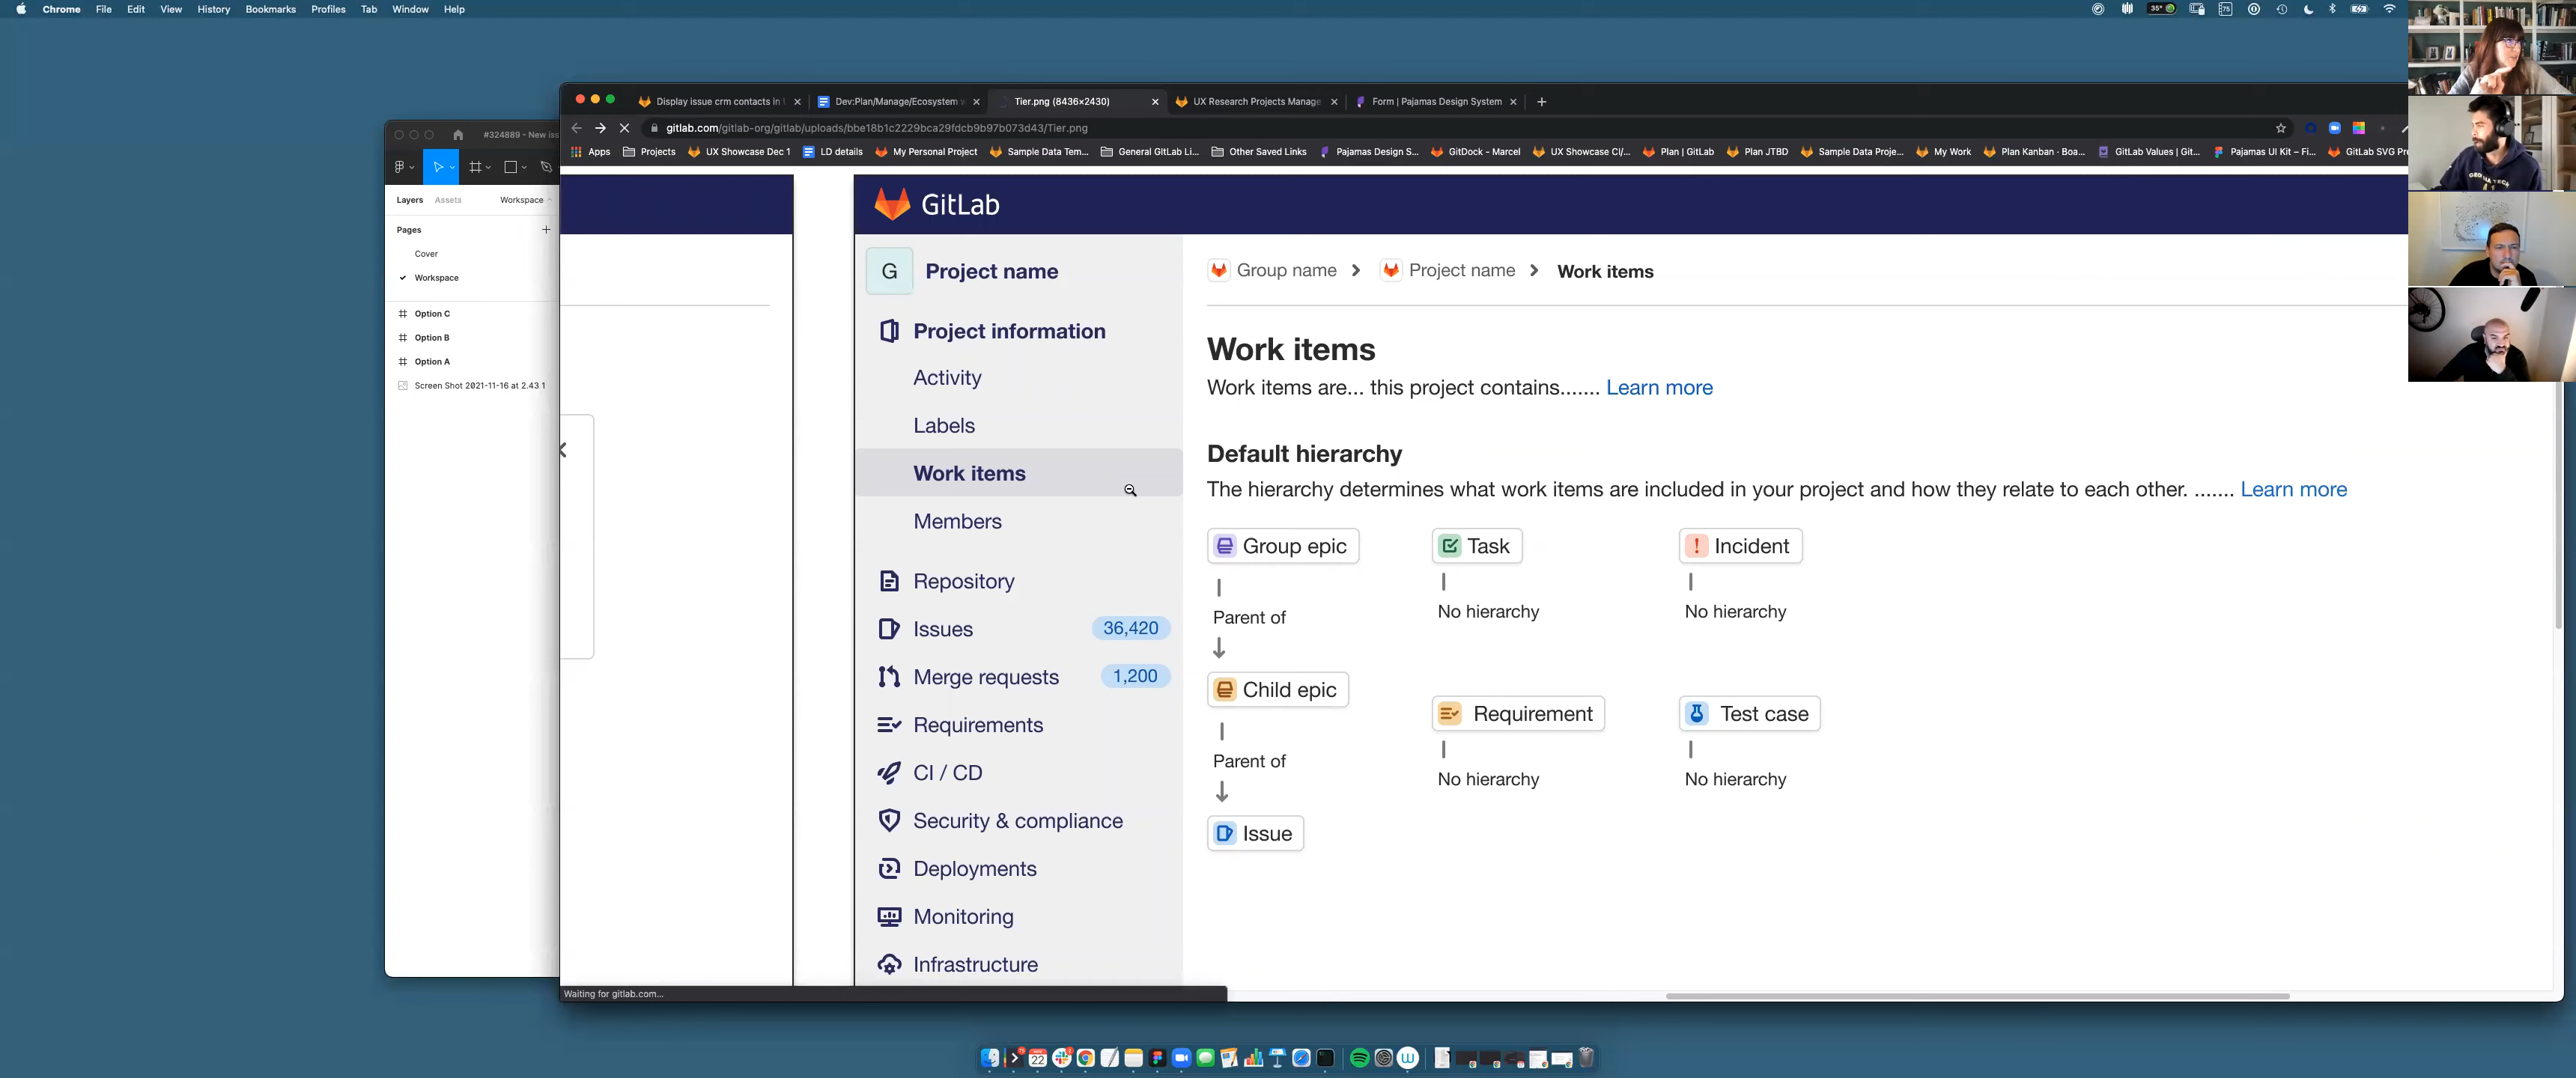 Chrome File Edit View History Bookmarks Profiles Tab Window Help
35°
75
#324889 - New iss
Layers Assets Workspace
Pages
Cover
Workspace
Option C
Option B
Option A
Screen Shot 2021-11-16 at 2.43 1
Display issue crm contacts in
Dev:Plan/Manage/Ecosystem
Tier.png (8436×2430)
UX Research Projects Manage
Form | Pajamas Design System
gitlab.com/gitlab-org/gitlab/uploads/bbe18b1c2229bca29fdcb9b97b073d43/Tier.png
Apps Projects UX Showcase Dec 1 LD details My Personal Project Sample Data Tem... General GitLab Li... Other Saved Links Pajamas Design S... GitDock - Marcel UX Showcase CI/... Plan | GitLab Plan JTBD Sample Data Proje... My Work Plan Kanban · Boa... GitLab Values | Git... Pajamas UI Kit – Fi... GitLab SVG Pr
GitLab
G Project name
Project information
Activity
Labels
Work items
Members
Repository
Issues 36,420
Merge requests 1,200
Requirements
CI / CD
Security & compliance
Deployments
Monitoring
Infrastructure
Group name Project name Work items
Work items
Work items are... this project contains....... Learn more
Default hierarchy
The hierarchy determines what work items are included in your project and how they relate to each other. ....... Learn more
Group epic Task Incident
Parent of No hierarchy No hierarchy
Child epic Requirement Test case
Parent of No hierarchy No hierarchy
Issue
Waiting for gitlab.com...
22